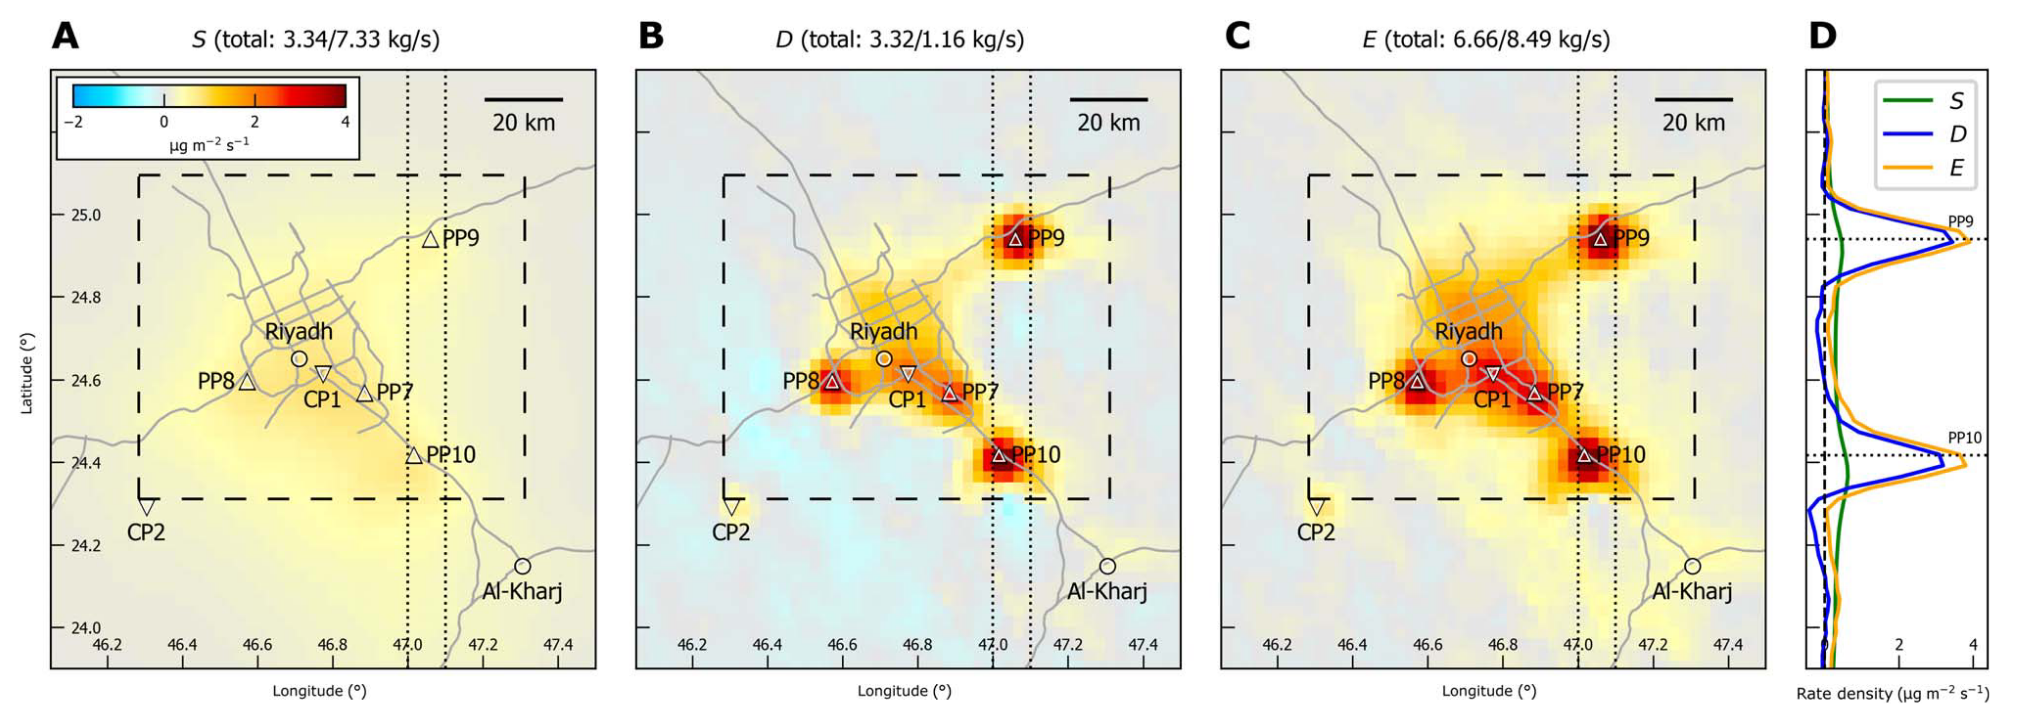 A
S (total: 3.34/7.33 kg/s)
−2 0 2 4
μg m⁻² s⁻¹
20 km
PP9
Riyadh
PP8
CP1
PP7
PP10
CP2
Al-Kharj
25.0
24.8
24.6
24.4
24.2
24.0
Latitude (°)
46.2 46.4 46.6 46.8 47.0 47.2 47.4
Longitude (°)
B
D (total: 3.32/1.16 kg/s)
20 km
PP9
Riyadh
PP8
CP1
PP7
PP10
CP2
Al-Kharj
46.2 46.4 46.6 46.8 47.0 47.2 47.4
Longitude (°)
C
E (total: 6.66/8.49 kg/s)
20 km
PP9
Riyadh
PP8
CP1
PP7
PP10
CP2
Al-Kharj
46.2 46.4 46.6 46.8 47.0 47.2 47.4
Longitude (°)
D
S
D
E
PP9
PP10
0 2 4
Rate density (μg m⁻² s⁻¹)